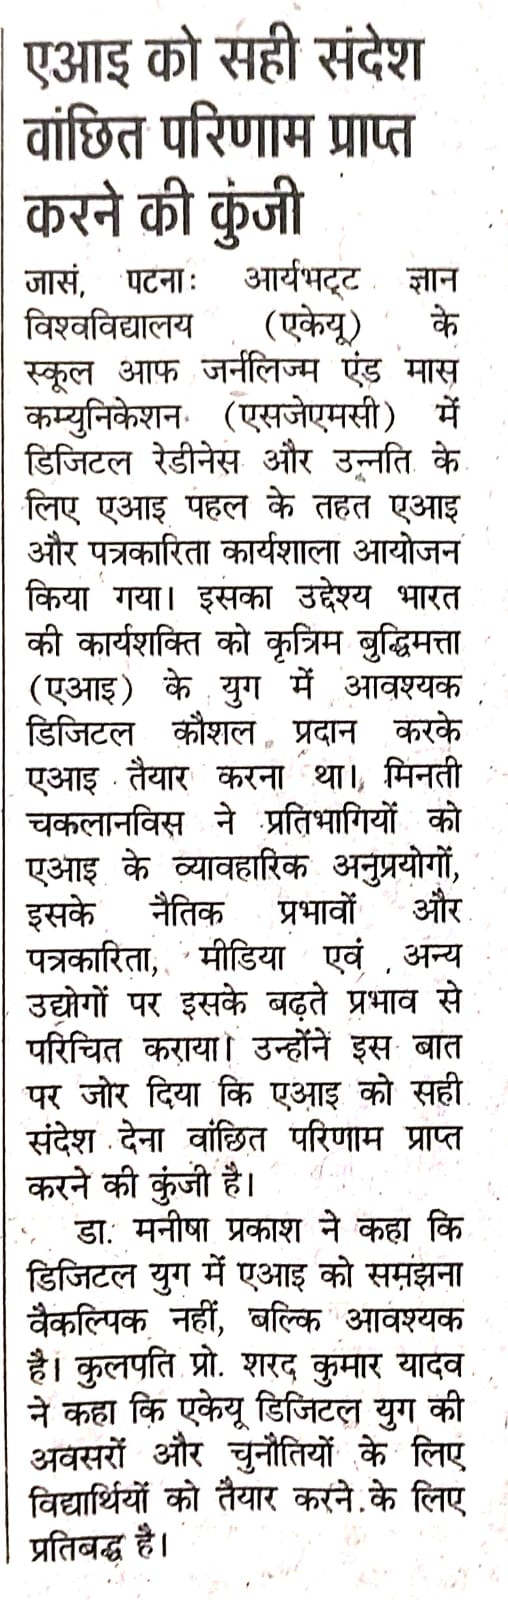 एआइ को सही संदेश
वांछित परिणाम प्राप्त
करने की कुंजी
जासं, पटना: आर्यभट्ट ज्ञान
विश्वविद्यालय (एकेयू) के
स्कूल आफ जर्नलिज्म एंड मास
कम्युनिकेशन (एसजेएमसी) में
डिजिटल रेडीनेस और उन्नति के
लिए एआइ पहल के तहत एआइ
और पत्रकारिता कार्यशाला आयोजन
किया गया। इसका उद्देश्य भारत
की कार्यशक्ति को कृत्रिम बुद्धिमत्ता
(एआइ) के युग में आवश्यक
डिजिटल कौशल प्रदान करके
एआइ तैयार करना था। मिनती
चकलानविस ने प्रतिभागियों को
एआइ के व्यावहारिक अनुप्रयोगों,
इसके नैतिक प्रभावों और
पत्रकारिता, मीडिया एवं अन्य
उद्योगों पर इसके बढ़ते प्रभाव से
परिचित कराया। उन्होंने इस बात
पर जोर दिया कि एआइ को सही
संदेश देना वांछित परिणाम प्राप्त
करने की कुंजी है।
डा. मनीषा प्रकाश ने कहा कि
डिजिटल युग में एआइ को समझना
वैकल्पिक नहीं, बल्कि आवश्यक
है। कुलपति प्रो. शरद कुमार यादव
ने कहा कि एकेयू डिजिटल युग की
अवसरों और चुनौतियों के लिए
विद्यार्थियों को तैयार करने के लिए
प्रतिबद्ध है।